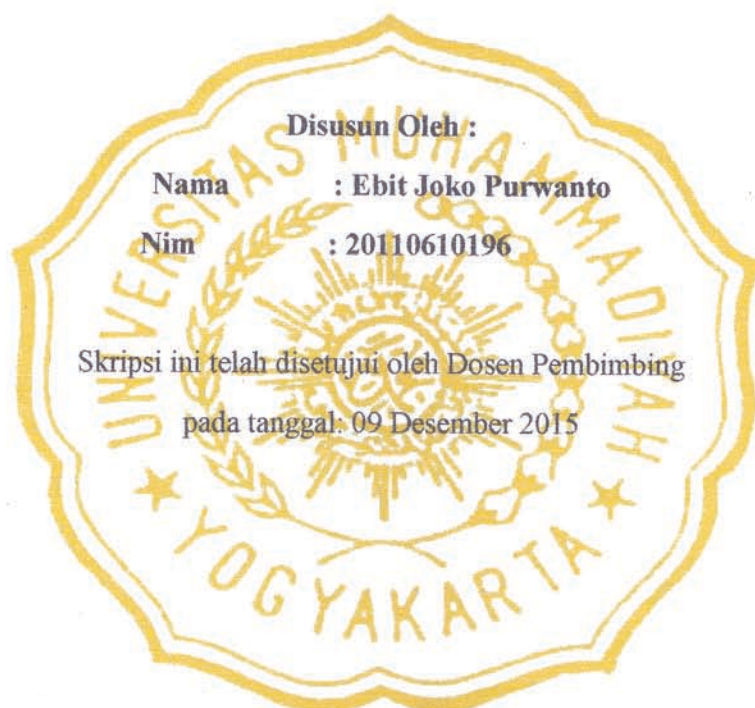 Disusun Oleh :
Nama : Ebit Joko Purwanto
Nim : 20110610196
Skripsi ini telah disetujui oleh Dosen Pembimbing
pada tanggal: 09 Desember 2015
UNIVERSITAS MUHAMMADIYAH
YOGYAKARTA